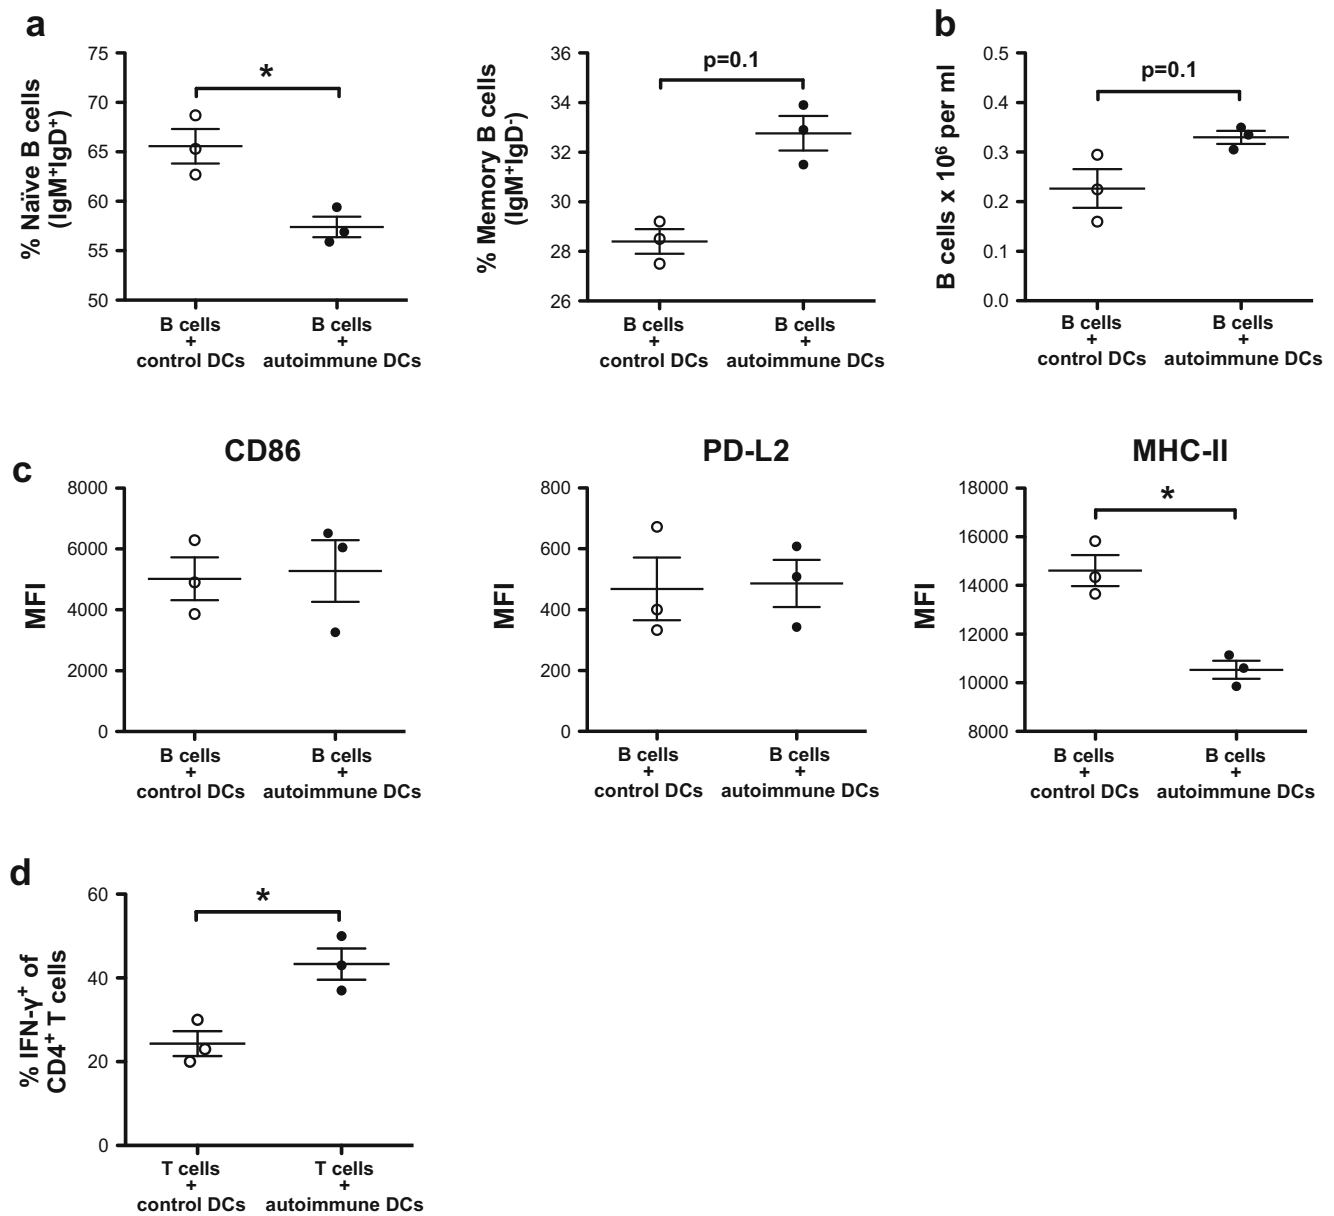 a
75
70
65
60
55
50
% Naïve B cells
(IgM⁺IgD⁺)
*
B cells
+
control DCs
B cells
+
autoimmune DCs
36
34
32
30
28
26
% Memory B cells
(IgM⁺IgD⁻)
p=0.1
B cells
+
control DCs
B cells
+
autoimmune DCs
b
0.5
0.4
0.3
0.2
0.1
0.0
B cells x 10⁶ per ml
p=0.1
B cells
+
control DCs
B cells
+
autoimmune DCs
c
CD86
8000
6000
4000
2000
0
MFI
B cells
+
control DCs
B cells
+
autoimmune DCs
PD-L2
800
600
400
200
0
MFI
B cells
+
control DCs
B cells
+
autoimmune DCs
MHC-II
18000
16000
14000
12000
10000
8000
MFI
*
B cells
+
control DCs
B cells
+
autoimmune DCs
d
60
40
20
0
% IFN-γ⁺ of
CD4⁺ T cells
*
T cells
+
control DCs
T cells
+
autoimmune DCs